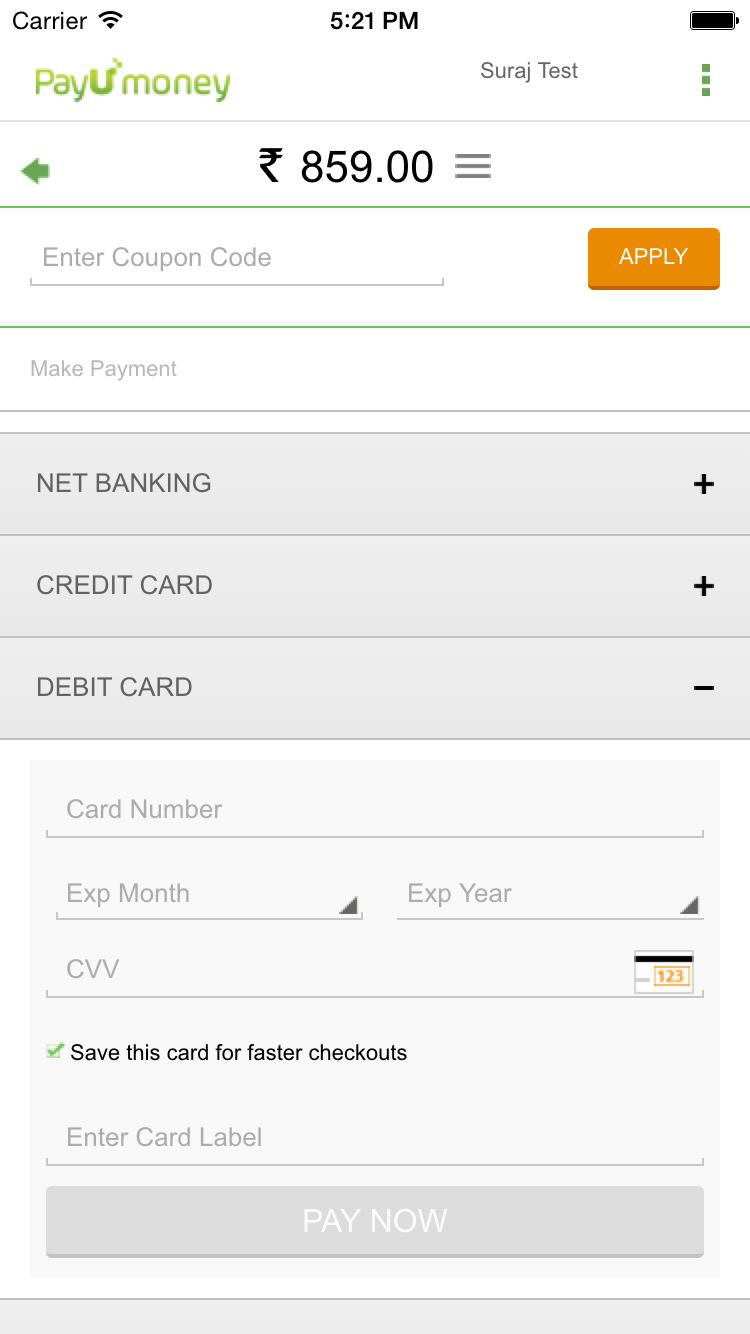 Carrier 5:21 PM
PayUmoney Suraj Test
₹ 859.00
Enter Coupon Code APPLY
Make Payment
NET BANKING +
CREDIT CARD +
DEBIT CARD −
Card Number
Exp Month Exp Year
CVV 123
Save this card for faster checkouts
Enter Card Label
PAY NOW